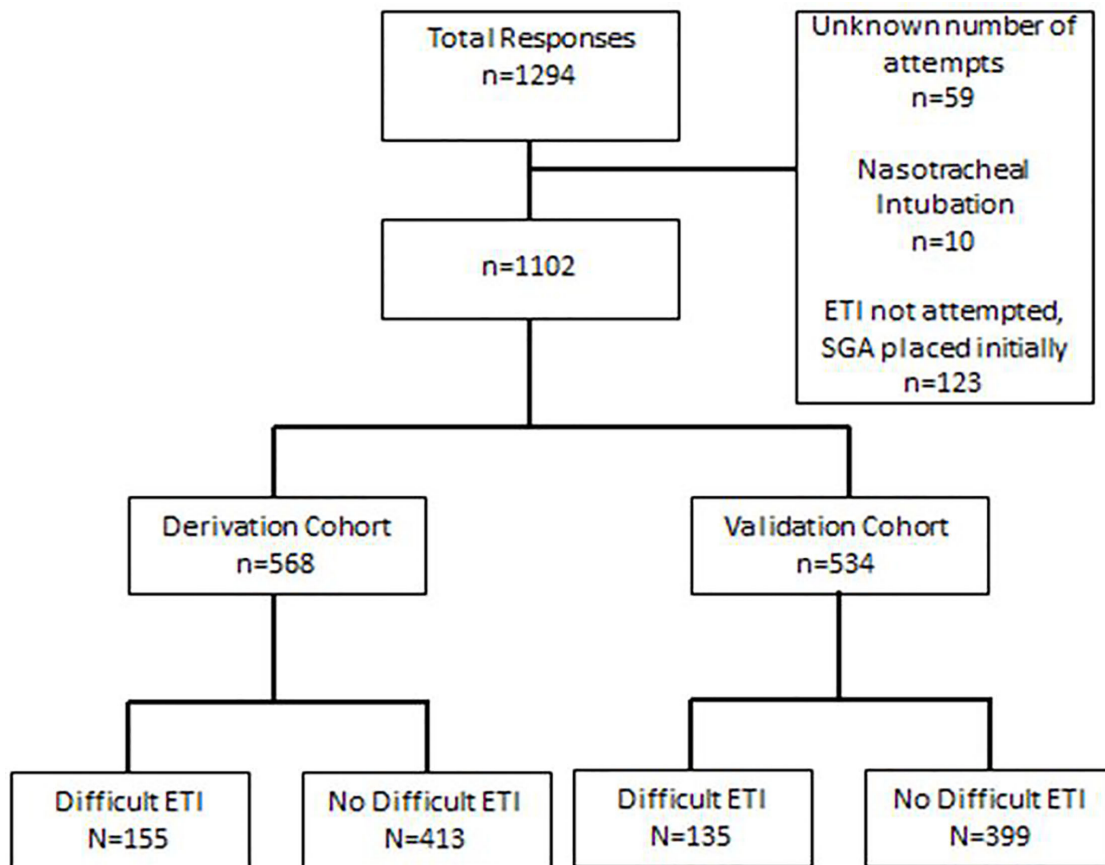 Total Responses
n=1294
Unknown number of
attempts
n=59
Nasotracheal
Intubation
n=10
ETI not attempted,
SGA placed initially
n=123
n=1102
Derivation Cohort
n=568
Validation Cohort
n=534
Difficult ETI
N=155
No Difficult ETI
N=413
Difficult ETI
N=135
No Difficult ETI
N=399